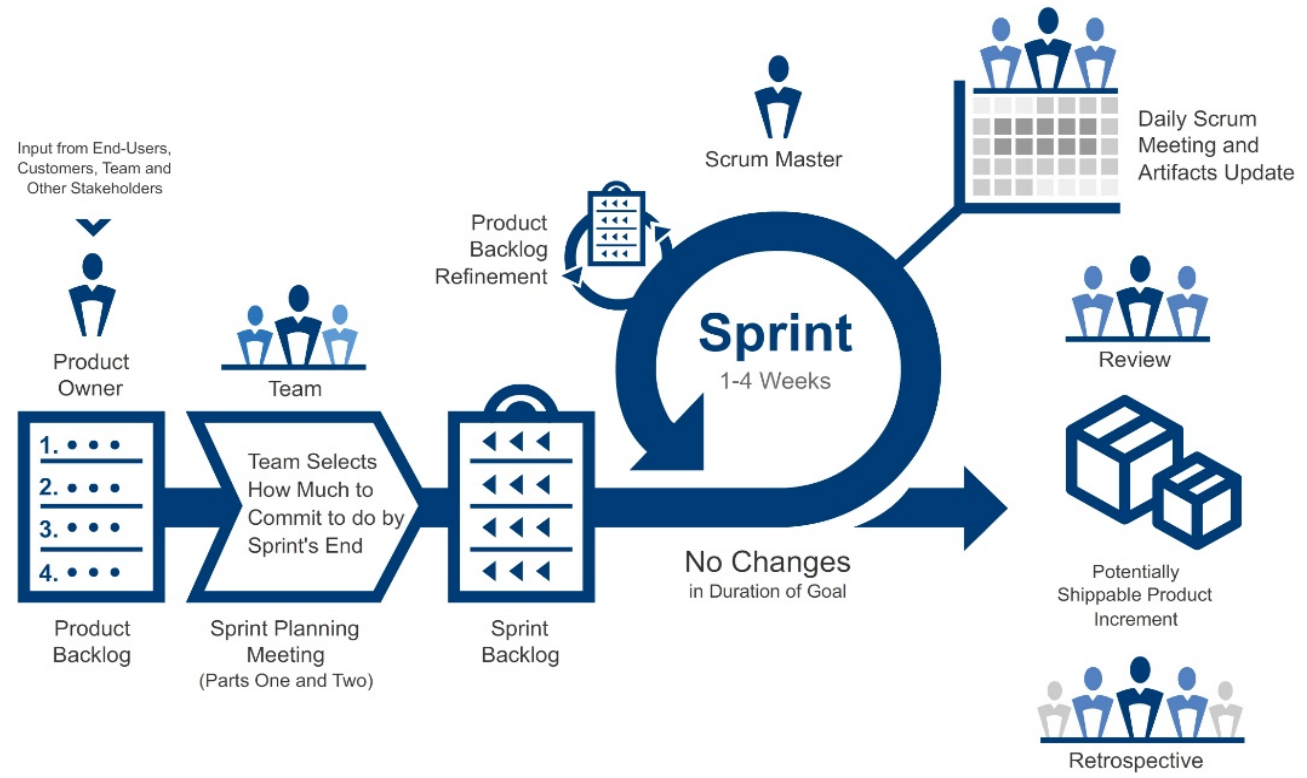 Input from End-Users,
Customers, Team and
Other Stakeholders
Product
Owner
Team
1.
2.
3.
4.
Team Selects
How Much to
Commit to do by
Sprint's End
Product
Backlog
Sprint Planning
Meeting
(Parts One and Two)
Sprint
Backlog
Product
Backlog
Refinement
Scrum Master
Sprint
1-4 Weeks
No Changes
in Duration of Goal
Daily Scrum
Meeting and
Artifacts Update
Review
Potentially
Shippable Product
Increment
Retrospective